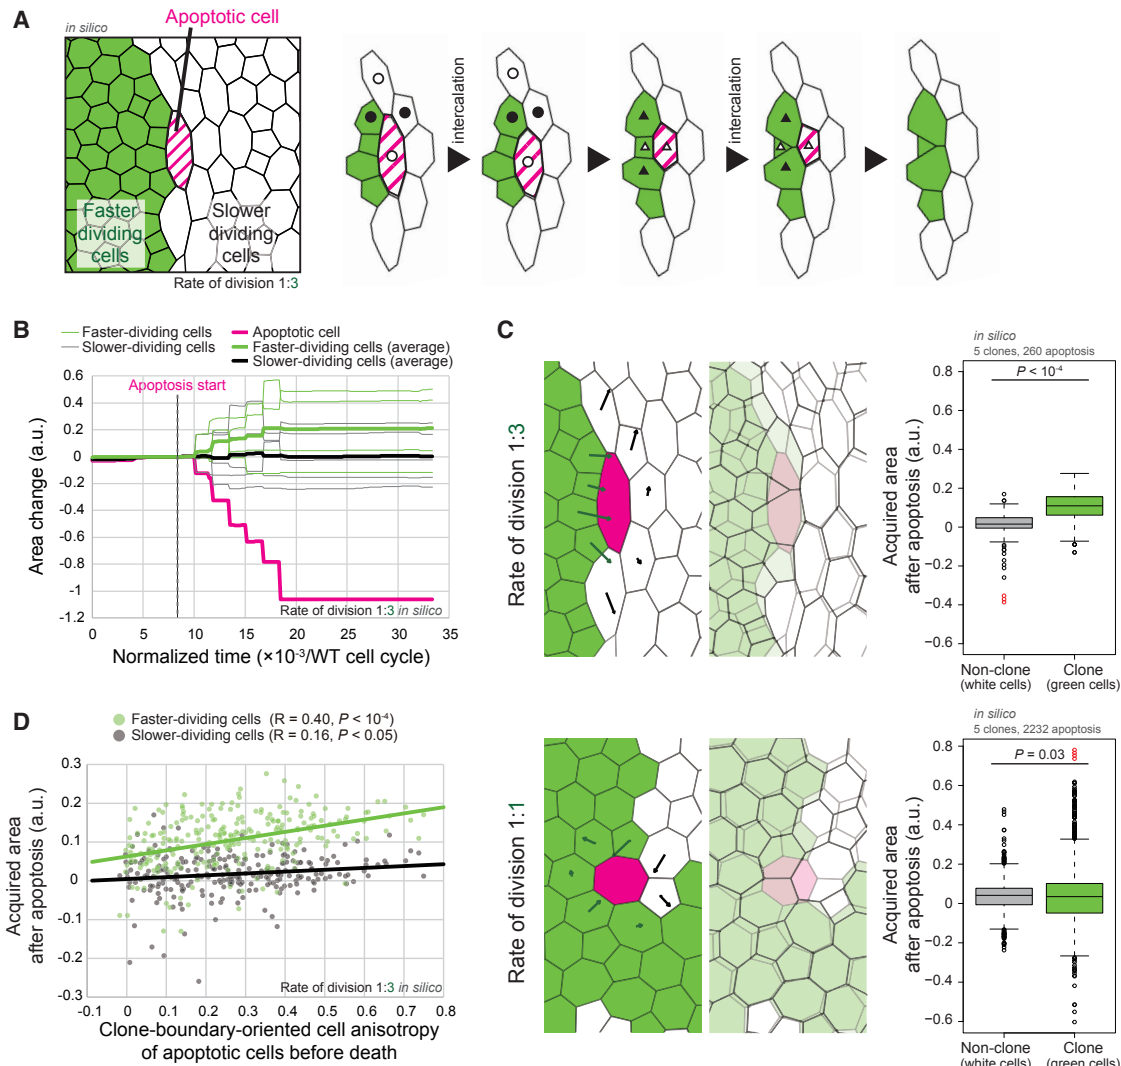 A
in silico
Apoptotic cell
Faster
dividing
cells
Slower
dividing
cells
Rate of division 1:3
intercalation
intercalation
B
Faster-dividing cells
Apoptotic cell
Slower-dividing cells
Faster-dividing cells (average)
Slower-dividing cells (average)
Area change (a.u.)
0.6
0.4
0.2
0
-0.2
-0.4
-0.6
-0.8
-1
-1.2
Apoptosis start
Rate of division 1:3 in silico
0 5 10 15 20 25 30 35
Normalized time (×10-3/WT cell cycle)
C
Rate of division 1:3
in silico
5 clones, 260 apoptosis
P < 10-4
Acquired area
after apoptosis (a.u.)
0.8
0.6
0.4
0.2
0
−0.2
−0.4
−0.6
Non-clone
(white cells)
Clone
(green cells)
Rate of division 1:1
in silico
5 clones, 2232 apoptosis
P = 0.03
Acquired area
after apoptosis (a.u.)
0.8
0.6
0.4
0.2
0
−0.2
−0.4
−0.6
Non-clone
(white cells)
Clone
(green cells)
D
Faster-dividing cells (R = 0.40, P < 10-4)
Slower-dividing cells (R = 0.16, P < 0.05)
Acquired area
after apoptosis (a.u.)
0.3
0.2
0.1
0
-0.1
-0.2
-0.3
Rate of division 1:3 in silico
-0.1 0 0.1 0.2 0.3 0.4 0.5 0.6 0.7 0.8
Clone-boundary-oriented cell anisotropy
of apoptotic cells before death